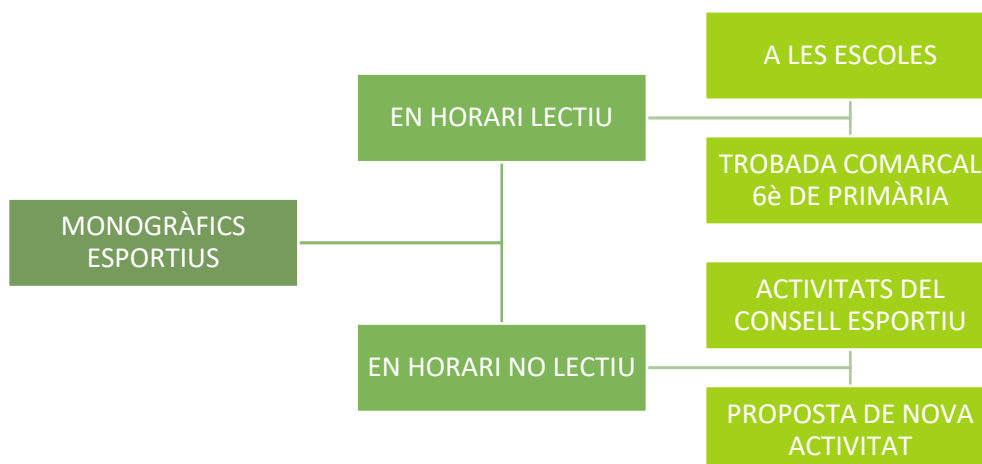 MONOGRÀFICS
ESPORTIUS
EN HORARI LECTIU
A LES ESCOLES
TROBADA COMARCAL
6è DE PRIMÀRIA
EN HORARI NO LECTIU
ACTIVITATS DEL
CONSELL ESPORTIU
PROPOSTA DE NOVA
ACTIVITAT